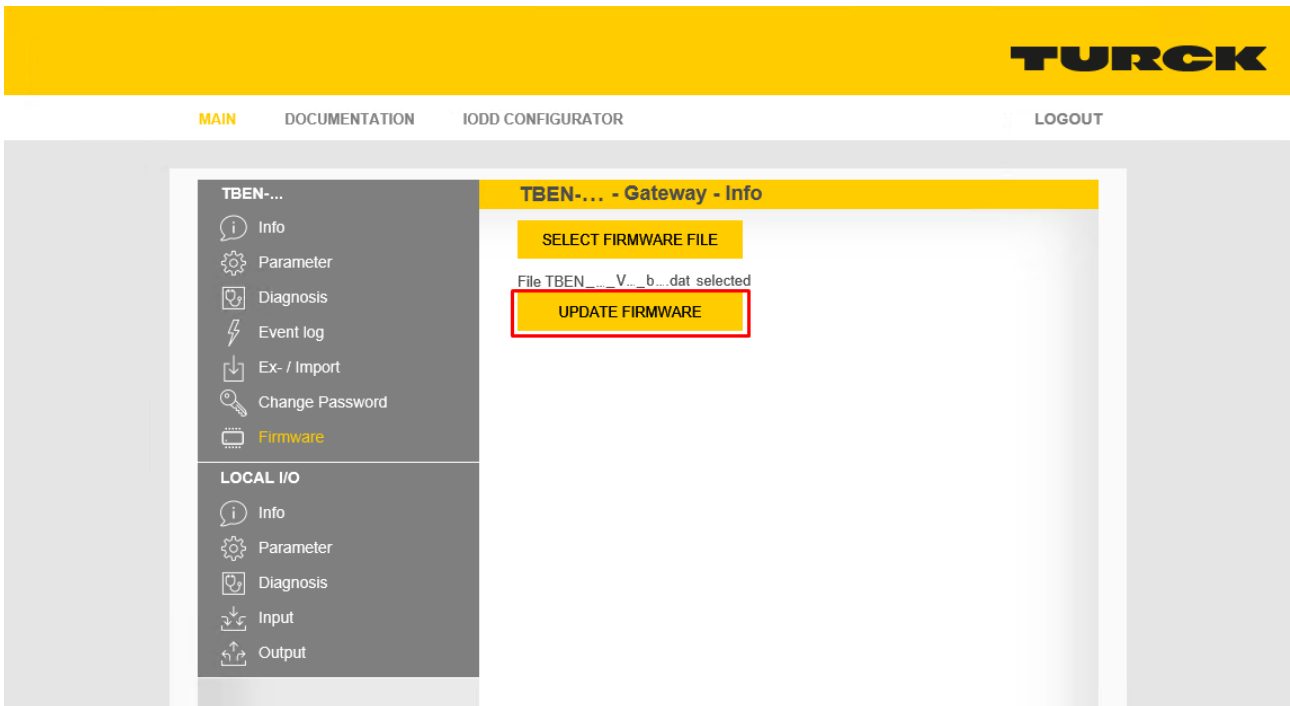 TURCK
MAIN DOCUMENTATION IODD CONFIGURATOR LOGOUT
TBEN-...
Info
Parameter
Diagnosis
Event log
Ex- / Import
Change Password
Firmware
LOCAL I/O
Info
Parameter
Diagnosis
Input
Output
TBEN-... - Gateway - Info
SELECT FIRMWARE FILE
File TBEN_..._V..._b....dat selected
UPDATE FIRMWARE